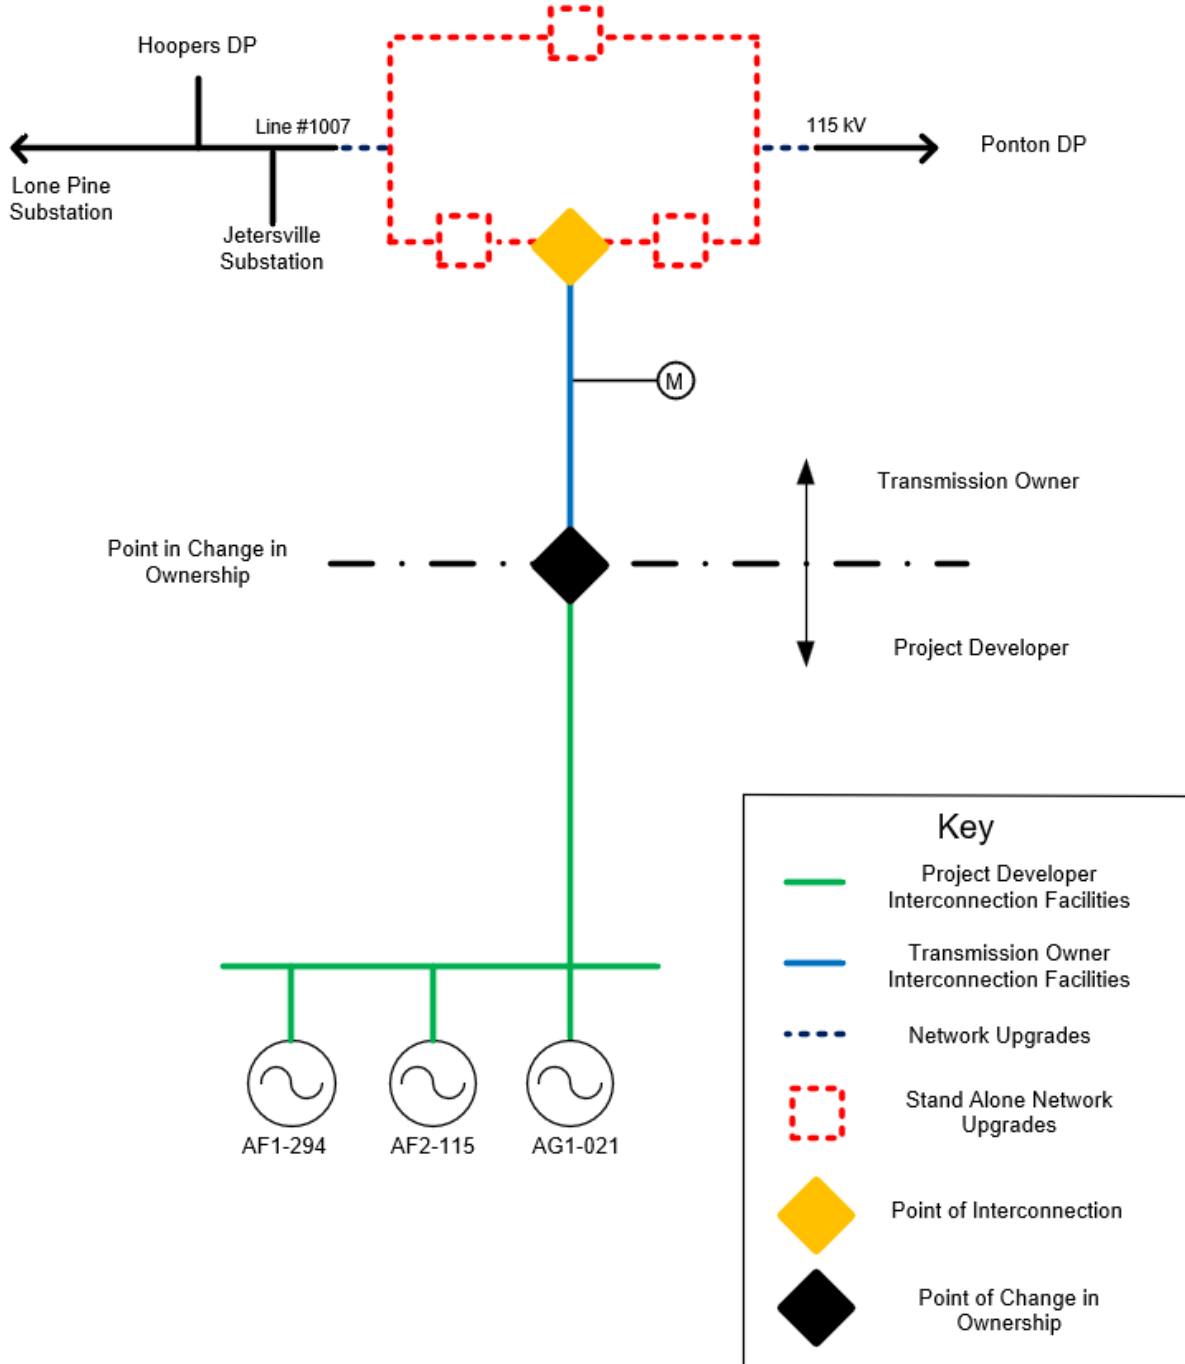 Hoopers DP
Line #1007
115 kV
Ponton DP
Lone Pine
Substation
Jetersville
Substation
M
Transmission Owner
Point in Change in
Ownership
Project Developer
Key
Project Developer
Interconnection Facilities
Transmission Owner
Interconnection Facilities
Network Upgrades
Stand Alone Network
Upgrades
Point of Interconnection
Point of Change in
Ownership
AF1-294
AF2-115
AG1-021